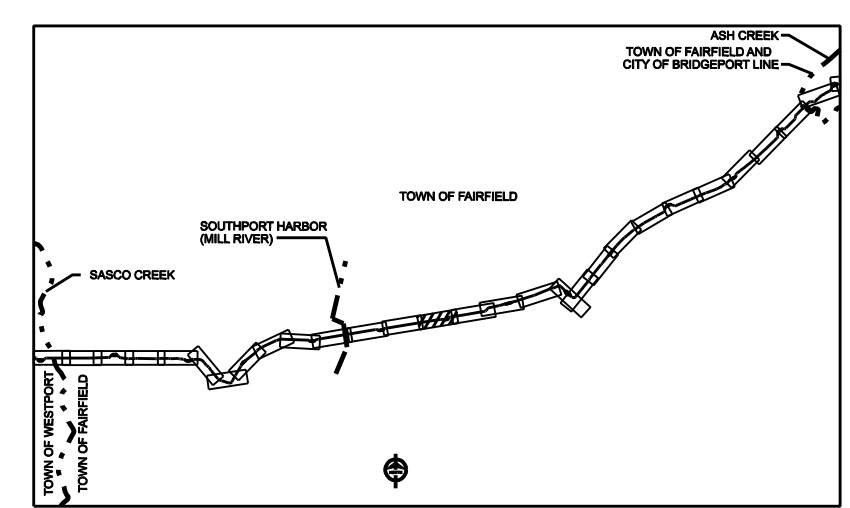 ASH CREEK
TOWN OF FAIRFIELD AND
CITY OF BRIDGEPORT LINE
TOWN OF FAIRFIELD
SOUTHPORT HARBOR
(MILL RIVER)
SASCO CREEK
TOWN OF WESTPORT
TOWN OF FAIRFIELD